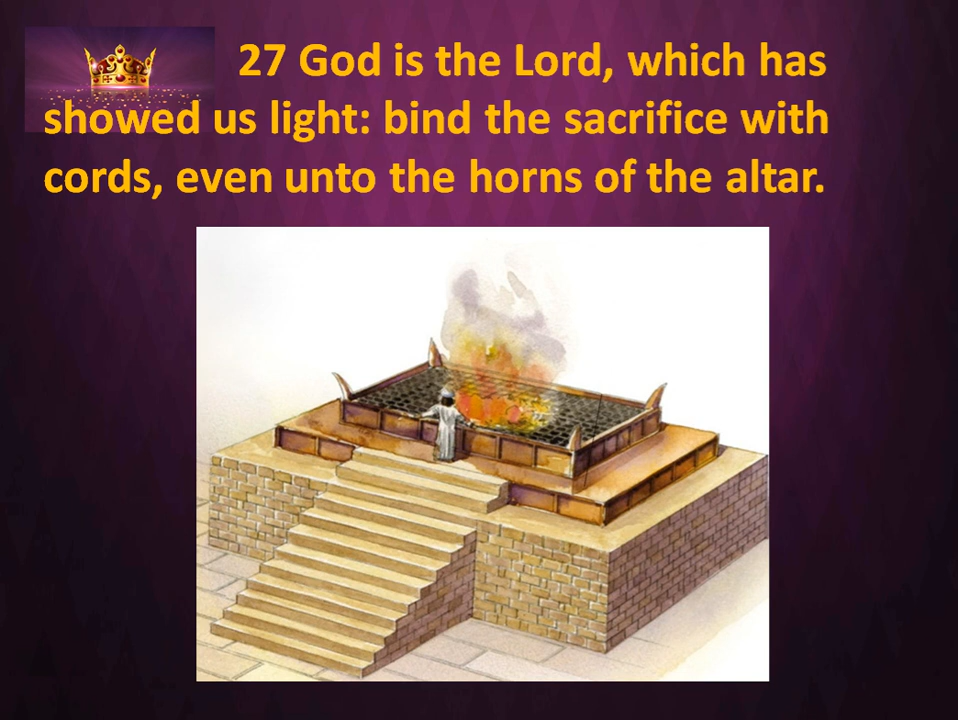 27 God is the Lord, which has
showed us light: bind the sacrifice with
cords, even unto the horns of the altar.